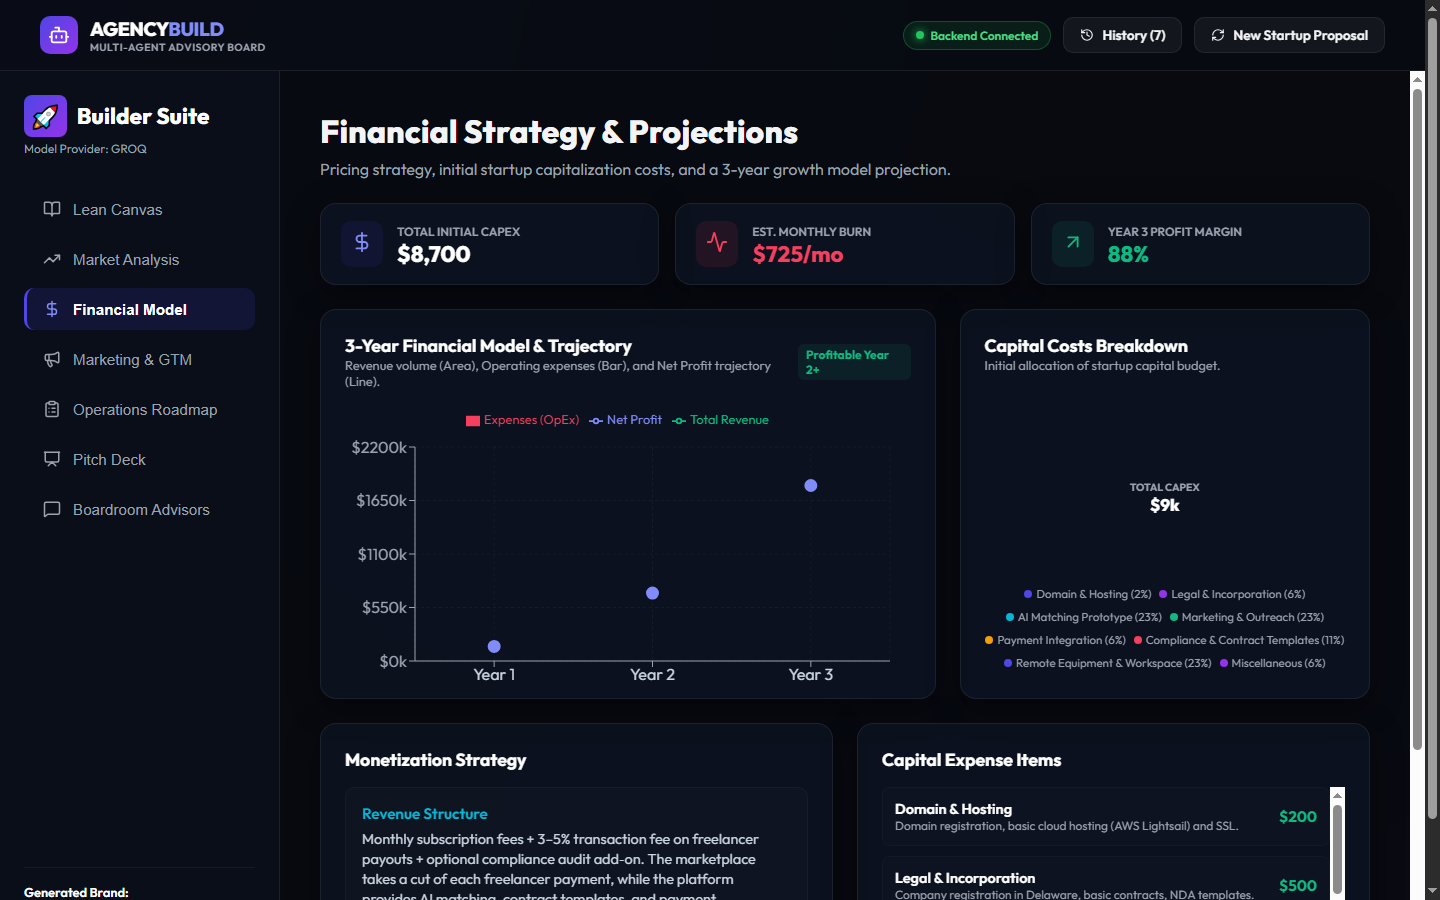 AGENCYBUILD
MULTI-AGENT ADVISORY BOARD
Backend Connected
History (7)
New Startup Proposal
Builder Suite
Model Provider: GROQ
Lean Canvas
Market Analysis
Financial Model
Marketing & GTM
Operations Roadmap
Pitch Deck
Boardroom Advisors
Generated Brand:
Financial Strategy & Projections
Pricing strategy, initial startup capitalization costs, and a 3-year growth model projection.
TOTAL INITIAL CAPEX
$8,700
EST. MONTHLY BURN
$725/mo
YEAR 3 PROFIT MARGIN
88%
3-Year Financial Model & Trajectory
Revenue volume (Area), Operating expenses (Bar), and Net Profit trajectory
(Line).
Profitable Year
2+
Expenses (OpEx) Net Profit Total Revenue
$2200k
$1650k
$1100k
$550k
$0k
Year 1 Year 2 Year 3
Capital Costs Breakdown
Initial allocation of startup capital budget.
TOTAL CAPEX
$9k
Domain & Hosting (2%) Legal & Incorporation (6%)
AI Matching Prototype (23%) Marketing & Outreach (23%)
Payment Integration (6%) Compliance & Contract Templates (11%)
Remote Equipment & Workspace (23%) Miscellaneous (6%)
Monetization Strategy
Revenue Structure
Monthly subscription fees + 3–5% transaction fee on freelancer
payouts + optional compliance audit add-on. The marketplace
takes a cut of each freelancer payment, while the platform
provides AI matching, contract templates, and payment
Capital Expense Items
Domain & Hosting
Domain registration, basic cloud hosting (AWS Lightsail) and SSL.
$200
Legal & Incorporation
Company registration in Delaware, basic contracts, NDA templates.
$500